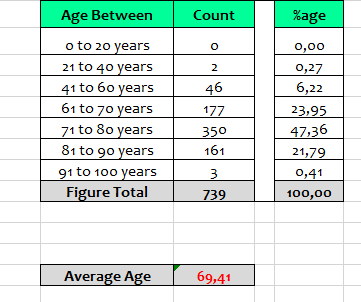 Age Between Count %age
0 to 20 years 0 0,00
21 to 40 years 2 0,27
41 to 60 years 46 6,22
61 to 70 years 177 23,95
71 to 80 years 350 47,36
81 to 90 years 161 21,79
91 to 100 years 3 0,41
Figure Total 739 100,00
Average Age 69,41